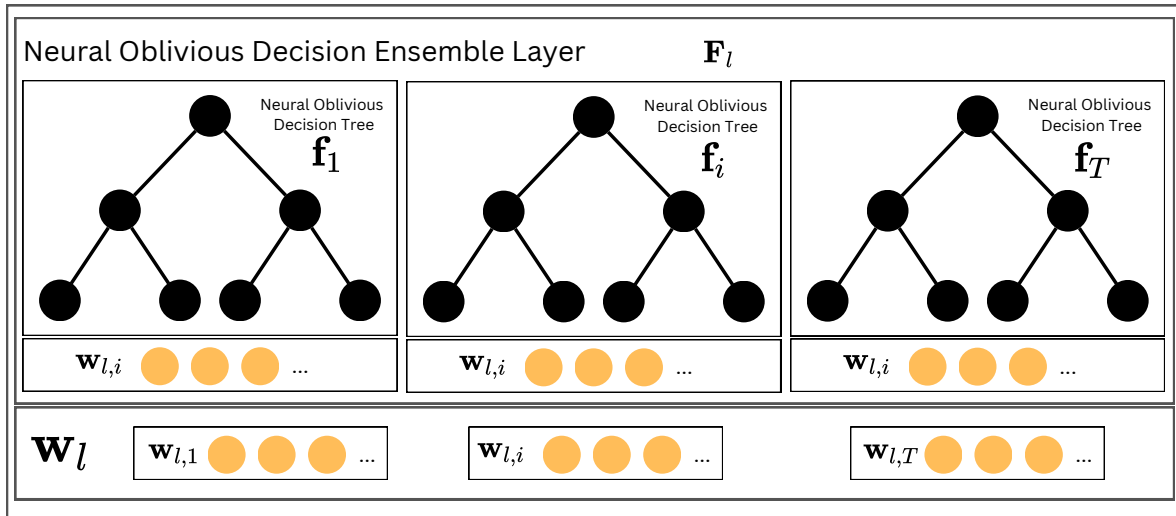 Neural Oblivious Decision Ensemble Layer F_l
Neural Oblivious
Decision Tree
f_1
Neural Oblivious
Decision Tree
f_i
Neural Oblivious
Decision Tree
f_T
w_{l,i} ...
w_{l,i} ...
w_{l,i} ...
w_l
w_{l,1} ...
w_{l,i} ...
w_{l,T} ...